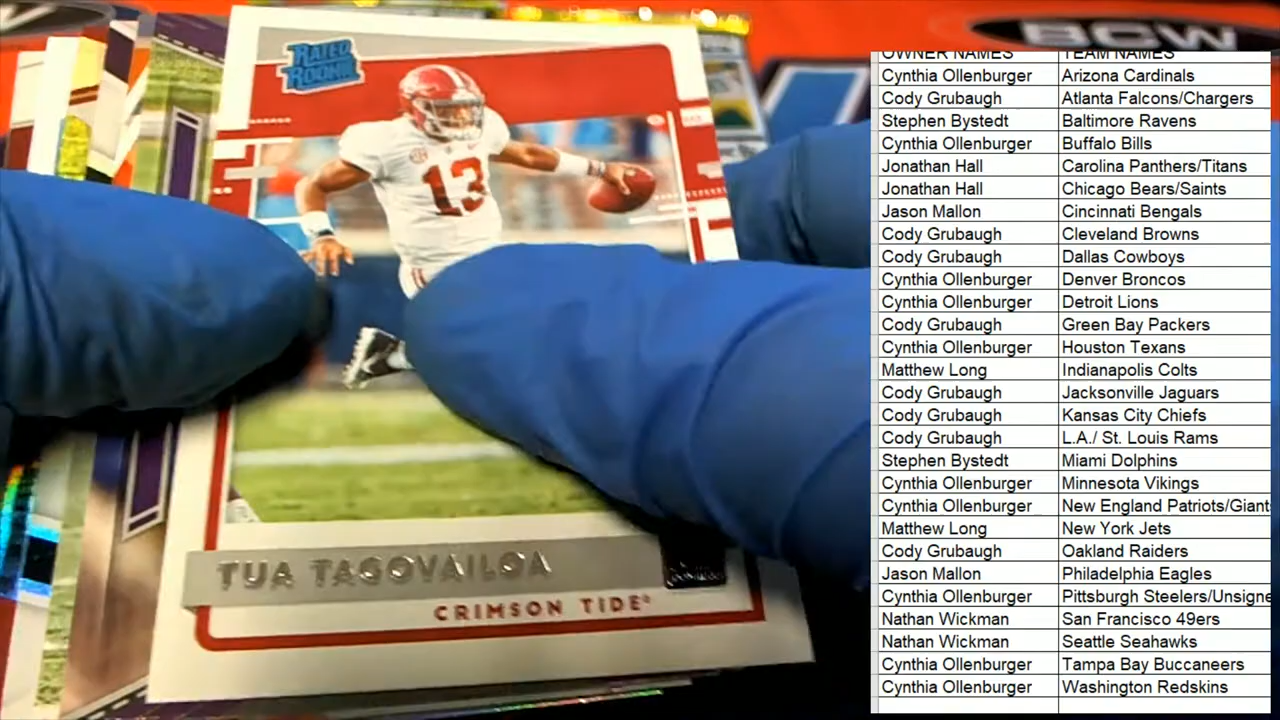 BCW
RATED
ROOKIE
13
TUA TAGOVAILOA
CRIMSON TIDE
OWNER NAMES TEAM NAMES
Cynthia Ollenburger Arizona Cardinals
Cody Grubaugh Atlanta Falcons/Chargers
Stephen Bystedt Baltimore Ravens
Cynthia Ollenburger Buffalo Bills
Jonathan Hall Carolina Panthers/Titans
Jonathan Hall Chicago Bears/Saints
Jason Mallon Cincinnati Bengals
Cody Grubaugh Cleveland Browns
Cody Grubaugh Dallas Cowboys
Cynthia Ollenburger Denver Broncos
Cynthia Ollenburger Detroit Lions
Cody Grubaugh Green Bay Packers
Cynthia Ollenburger Houston Texans
Matthew Long Indianapolis Colts
Cody Grubaugh Jacksonville Jaguars
Cody Grubaugh Kansas City Chiefs
Cody Grubaugh L.A./ St. Louis Rams
Stephen Bystedt Miami Dolphins
Cynthia Ollenburger Minnesota Vikings
Cynthia Ollenburger New England Patriots/Giant
Matthew Long New York Jets
Cody Grubaugh Oakland Raiders
Jason Mallon Philadelphia Eagles
Cynthia Ollenburger Pittsburgh Steelers/Unsigne
Nathan Wickman San Francisco 49ers
Nathan Wickman Seattle Seahawks
Cynthia Ollenburger Tampa Bay Buccaneers
Cynthia Ollenburger Washington Redskins